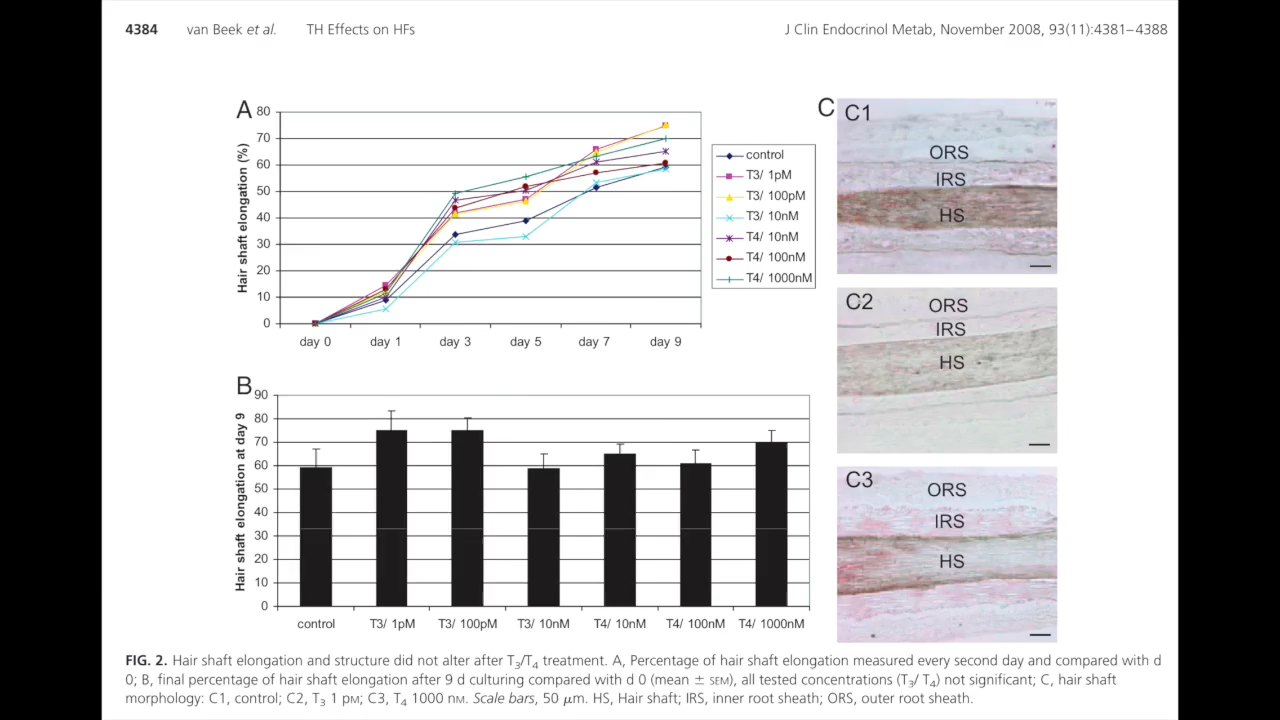 4384 van Beek et al. TH Effects on HFs J Clin Endocrinol Metab, November 2008, 93(11):4381–4388
A
Hair shaft elongation (%)
80
70
60
50
40
30
20
10
0
day 0 day 1 day 3 day 5 day 7 day 9
control
T3/ 1pM
T3/ 100pM
T3/ 10nM
T4/ 10nM
T4/ 100nM
T4/ 1000nM
B
Hair shaft elongation at day 9
90
80
70
60
50
40
30
20
10
0
control T3/ 1pM T3/ 100pM T3/ 10nM T4/ 10nM T4/ 100nM T4/ 1000nM
C
C1
ORS
IRS
HS
C2
ORS
IRS
HS
C3
ORS
IRS
HS
FIG. 2. Hair shaft elongation and structure did not alter after T3/T4 treatment. A, Percentage of hair shaft elongation measured every second day and compared with d
0; B, final percentage of hair shaft elongation after 9 d culturing compared with d 0 (mean ± SEM), all tested concentrations (T3/ T4) not significant; C, hair shaft
morphology: C1, control; C2, T3 1 pM; C3, T4 1000 nM. Scale bars, 50 μm. HS, Hair shaft; IRS, inner root sheath; ORS, outer root sheath.